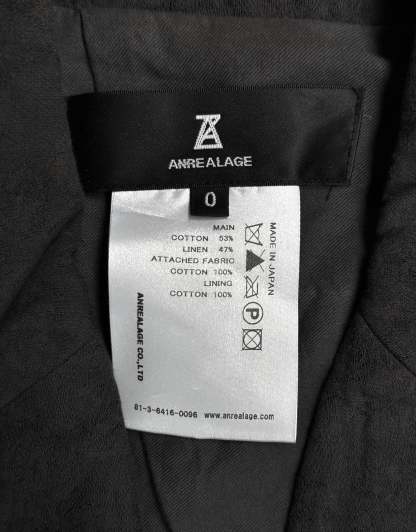 ANREALAGE
0
MAIN
COTTON 53%
LINEN 47%
ATTACHED FABRIC
COTTON 100%
LINING
COTTON 100%
MADE IN JAPAN
P
ANREALAGE CO.,LTD
81-3-6416-0096 www.anrealage.com